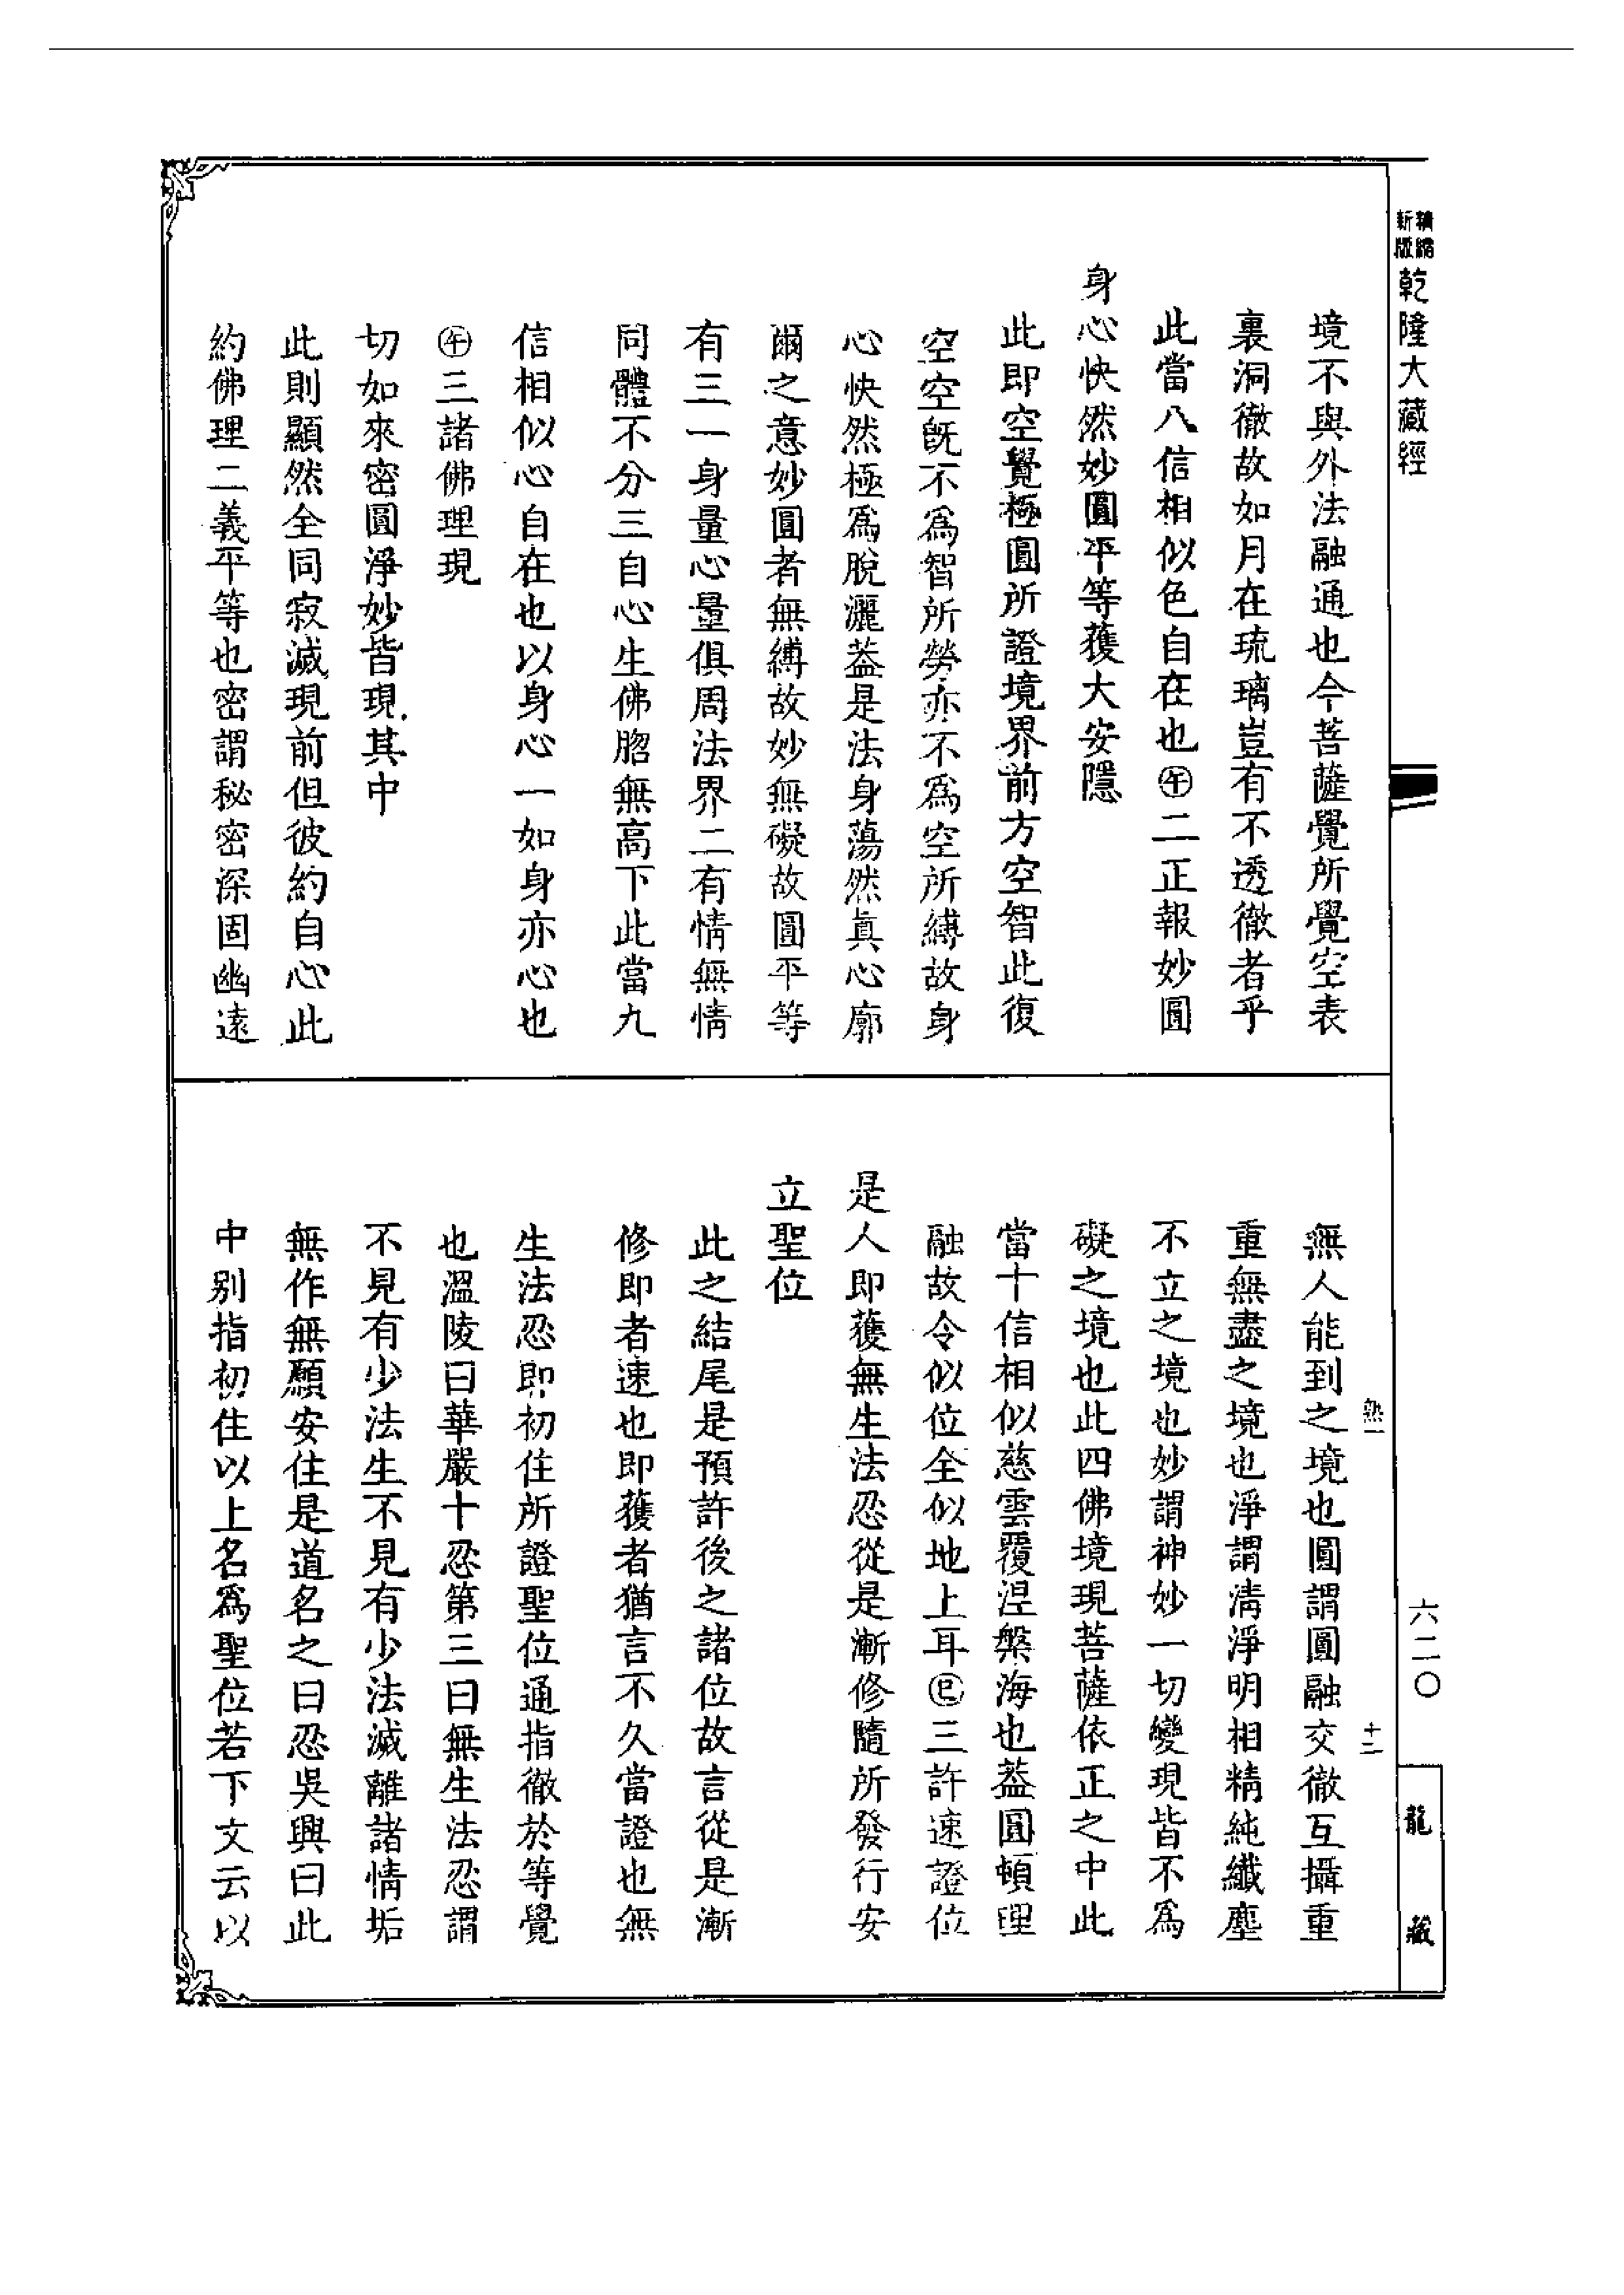 新版
精縮
乾隆大藏經
境不與外法融通也今菩薩覺所覺空表
裏洞徹故如月在琉璃豈有不透徹者乎
此當八信相似色自在也㊌二正報妙圓
身心快然妙圓平等獲大安隱
此即空覺極圓所證境界前方空智此復
空空旣不爲智所勞亦不爲空所縛故身
心快然極爲脫灑葢是法身蕩然眞心廓
爾之意妙圓者無縛故妙無礙故圓平等
有三一身量心量俱周法界二有情無情
同體不分三自心生佛脗無高下此當九
信相似心自在也以身心一如身亦心也
午三諸佛理現
切如來密圓淨妙皆現其中
此則顯然全同寂滅現前但彼約自心此
約佛理二義平等也密謂秘密深固幽遠
熟一
十二
無人能到之境也圓謂圓融交徹互攝重
重無盡之境也淨謂清淨明相精純纖塵
不立之境也妙謂神妙一切變現皆不爲
礙之境也此四佛境現菩薩依正之中此
當十信相似慈雲覆涅槃海也葢圓頓理
融故令似位全似地上耳巳三許速證位
是人即獲無生法忍從是漸修隨所發行安
立聖位
此之結尾是預許後之諸位故言從是漸
修即者速也即獲者猶言不久當證也無
生法忍即初住所證聖位通指徹於等覺
也溫陵曰華嚴十忍第三曰無生法忍謂
不見有少法生不見有少法滅離諸情垢
無作無願安住是道名之曰忍吳興曰此
中別指初住以上名爲聖位若下文云以
六二〇
龍藏